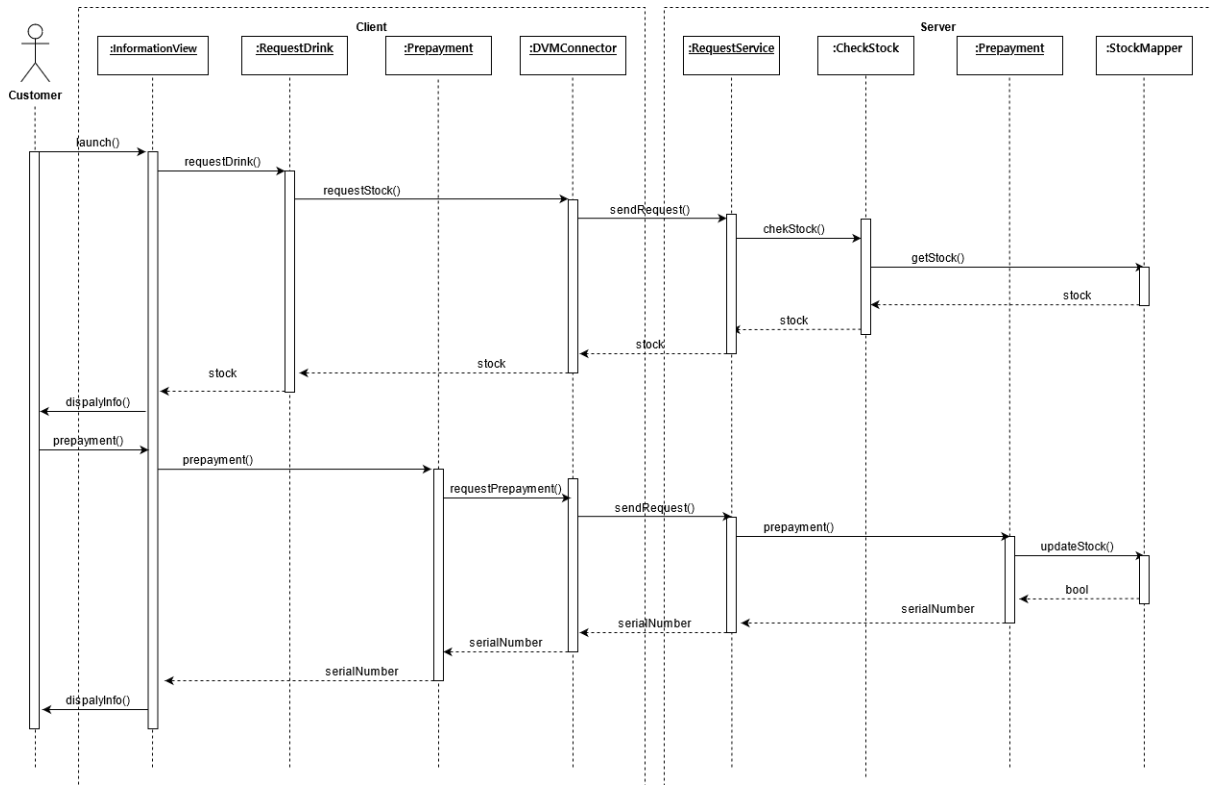 Client
Server
:InformationView
:RequestDrink
:Prepayment
:DVMConnector
:RequestService
:CheckStock
:Prepayment
:StockMapper
Customer
launch()
requestDrink()
requestStock()
sendRequest()
chekStock()
getStock()
stock
stock
stock
stock
stock
dispalyInfo()
prepayment()
prepayment()
requestPrepayment()
sendRequest()
prepayment()
updateStock()
bool
serialNumber
serialNumber
serialNumber
serialNumber
dispalyInfo()